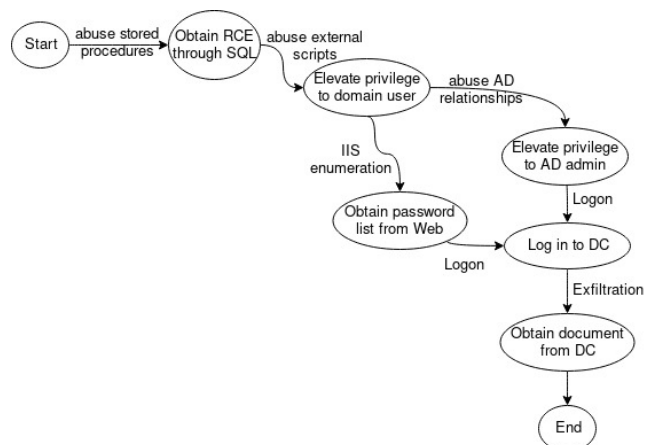 Start
abuse stored
procedures
Obtain RCE
through SQL
abuse external
scripts
Elevate privilege
to domain user
abuse AD
relationships
IIS
enumeration
Elevate privilege
to AD admin
Logon
Obtain password
list from Web
Logon
Log in to DC
Exfiltration
Obtain document
from DC
End